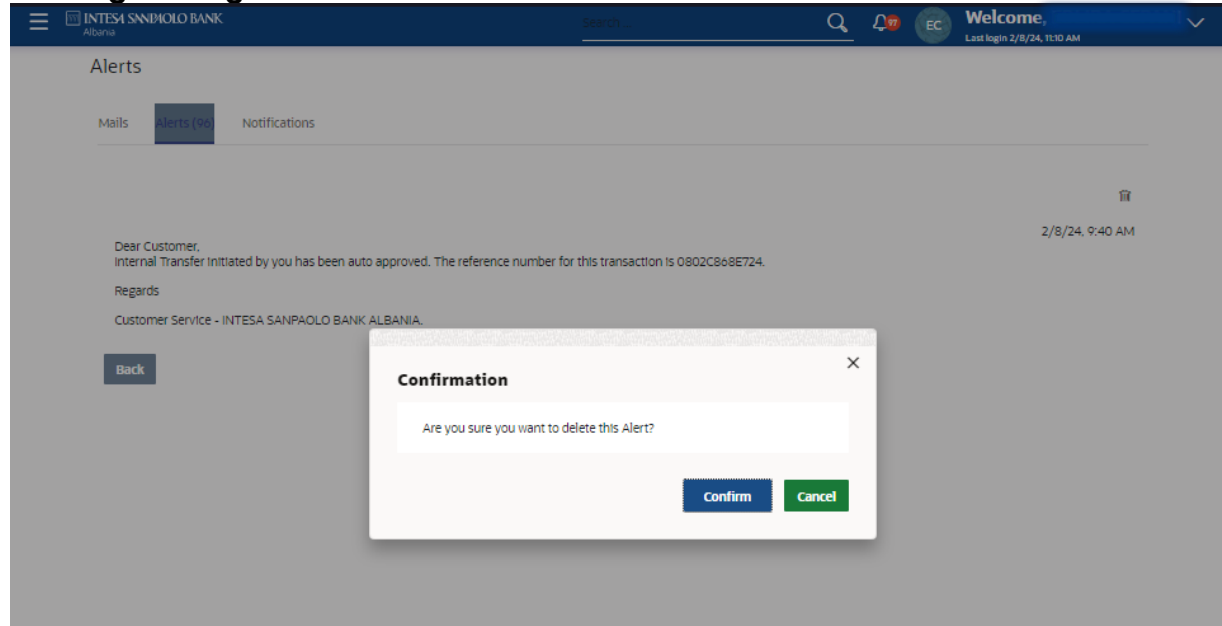 INTESA SANPAOLO BANK
Albania
Search ...
97
EC
Welcome,
Last login 2/8/24, 11:10 AM
Alerts
Mails
Alerts (96)
Notifications
2/8/24, 9:40 AM
Dear Customer,
Internal Transfer initiated by you has been auto approved. The reference number for this transaction is 0802C868E724.
Regards
Customer Service - INTESA SANPAOLO BANK ALBANIA.
Back
Confirmation
Are you sure you want to delete this Alert?
Confirm
Cancel